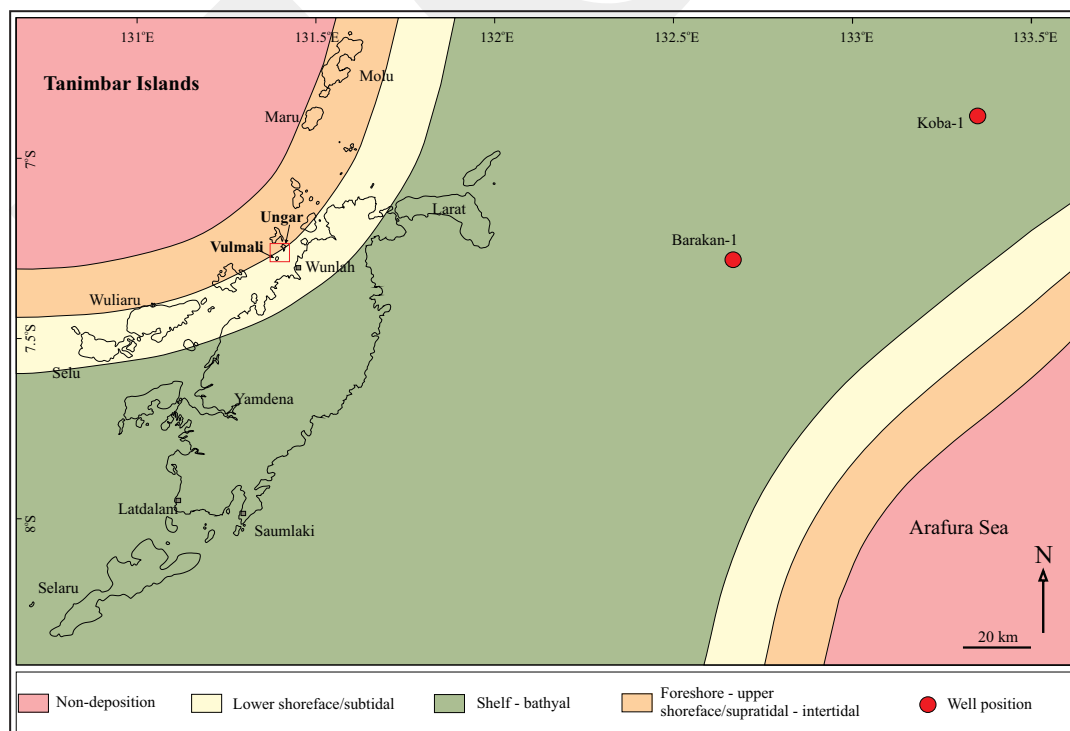 131°E
131.5°E
132°E
132.5°E
133°E
133.5°E
Tanimbar Islands
Molu
Maru
Koba-1
7°S
Larat
Ungar
Vulmali
Barakan-1
Wunlah
Wuliaru
7.5°S
Selu
Yamdena
Latdalam
8°S
Saumlaki
Arafura Sea
N
Selaru
20 km
Non-deposition
Lower shoreface/subtidal
Shelf - bathyal
Foreshore - upper
shoreface/supratidal - intertidal
Well position